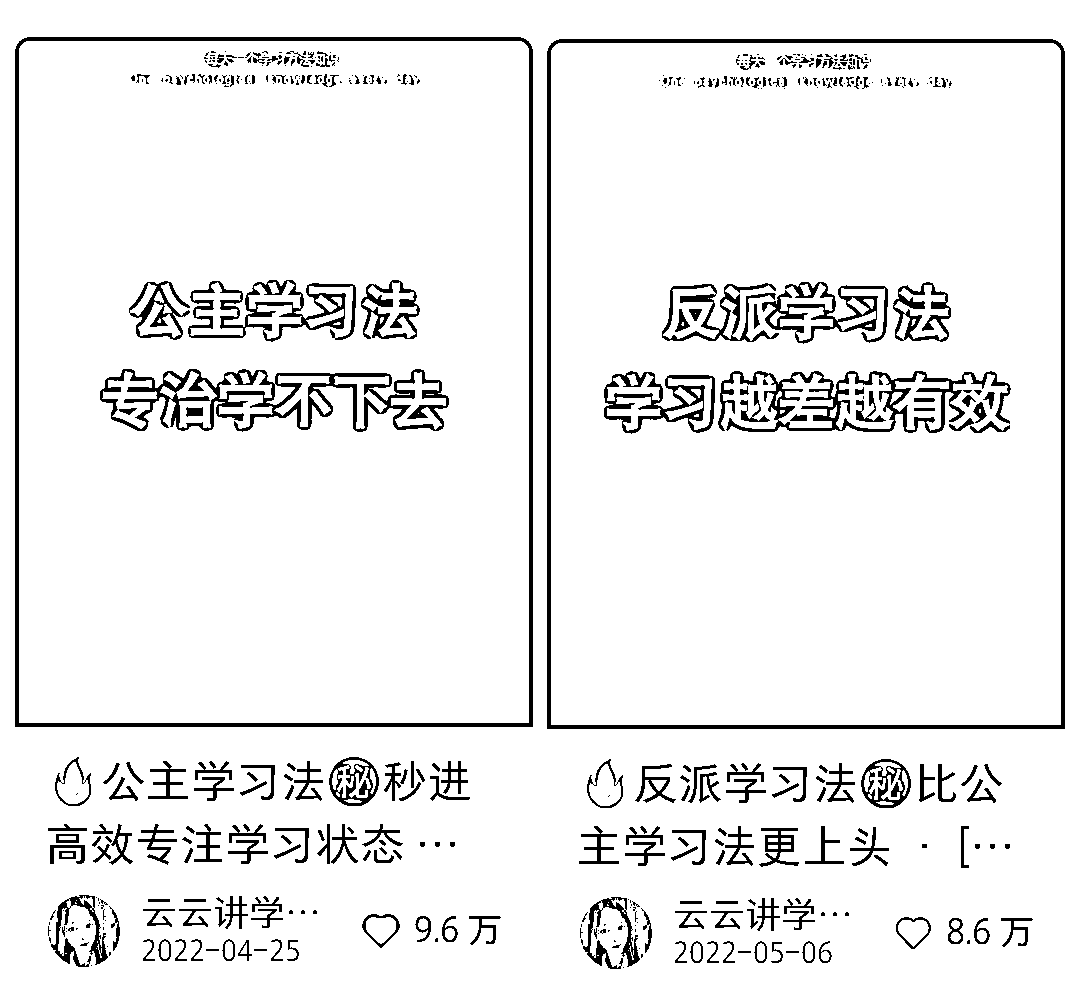 每天一个学习方法知识
One psychological knowledge every day
公主学习法
专治学不下去
🔥公主学习法㊙秒进
高效专注学习状态 …
云云讲学…
2022-04-25
9.6 万
每天一个学习方法知识
One psychological knowledge every day
反派学习法
学习越差越有效
🔥反派学习法㊙比公
主学习法更上头 · […
云云讲学…
2022-05-06
8.6 万